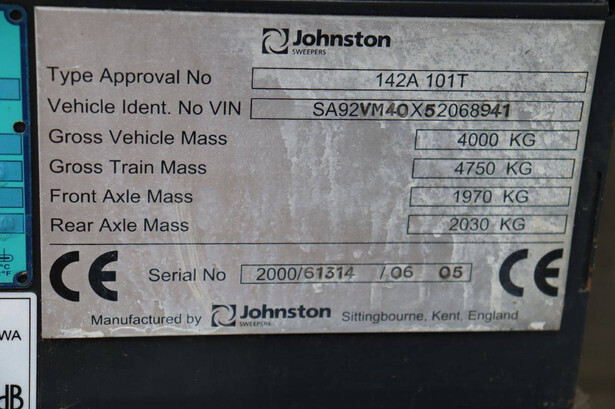 Johnston
SWEEPERS
Type Approval No 142A 101T
Vehicle Ident. No VIN SA92VM40X52068941
Gross Vehicle Mass 4000 KG
Gross Train Mass 4750 KG
Front Axle Mass 1970 KG
Rear Axle Mass 2030 KG
CE Serial No 2000/61314 /06 05 CE
Manufactured by Johnston SWEEPERS Sittingbourne, Kent, England
°C
°F
WA
dB